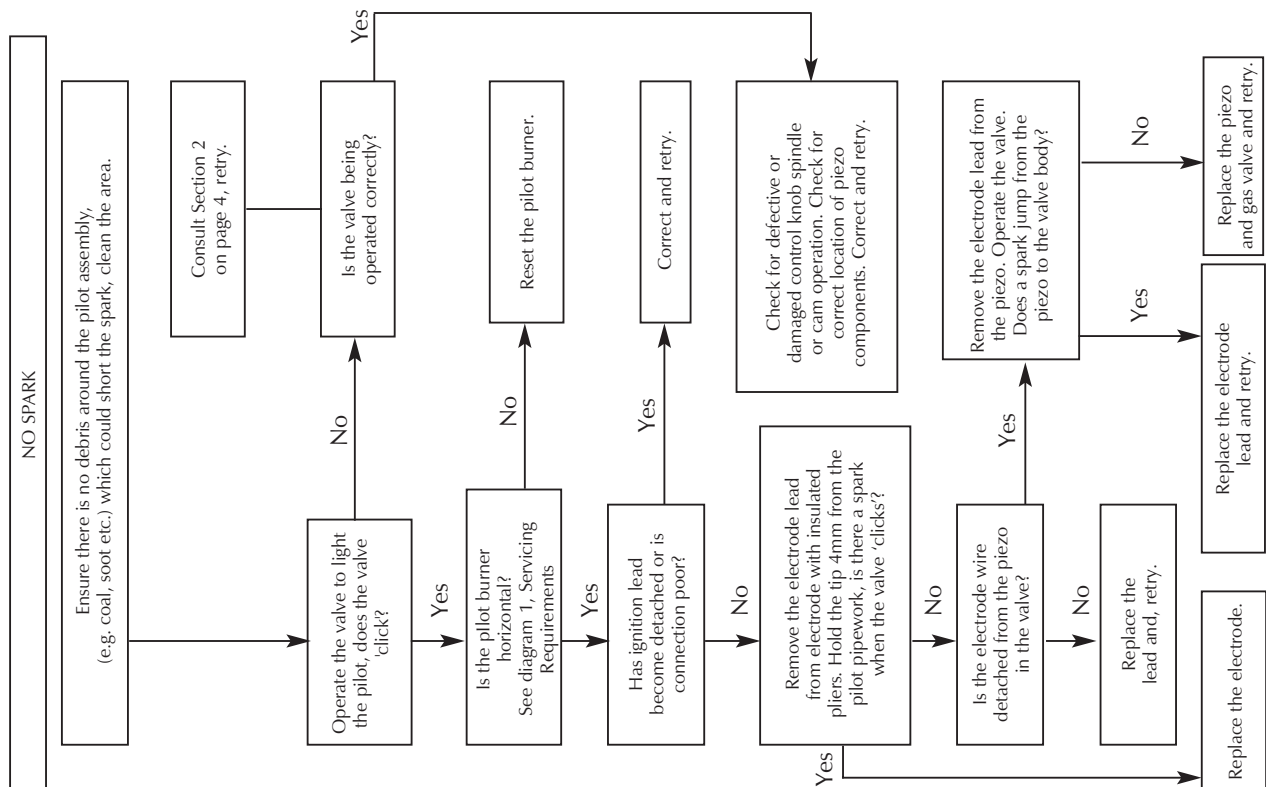 NO SPARK
Ensure there is no debris around the pilot assembly,
(e.g. coal, soot etc.) which could short the spark, clean the area.
Operate the valve to light
the pilot, does the valve
'click?
No
Is the valve being
operated correctly?
Consult Section 2
on page 4, retry.
Yes
Yes
Is the pilot burner
horizontal?
See diagram 1, Servicing
Requirements
No
Reset the pilot burner.
Yes
Has ignition lead
become detached or is
connection poor?
Yes
Correct and retry.
No
Check for defective or
damaged control knob spindle
or cam operation. Check for
correct location of piezo
components. Correct and retry.
Remove the electrode lead
from electrode with insulated
pliers. Hold the tip 4mm from the
pilot pipework, is there a spark
when the valve 'clicks'?
Yes
No
Is the electrode wire
detached from the piezo
in the valve?
Yes
Remove the electrode lead from
the piezo. Operate the valve.
Does a spark jump from the
piezo to the valve body?
No
Replace the
lead and, retry.
Yes
No
Replace the electrode.
Replace the electrode
lead and retry.
Replace the piezo
and gas valve and retry.